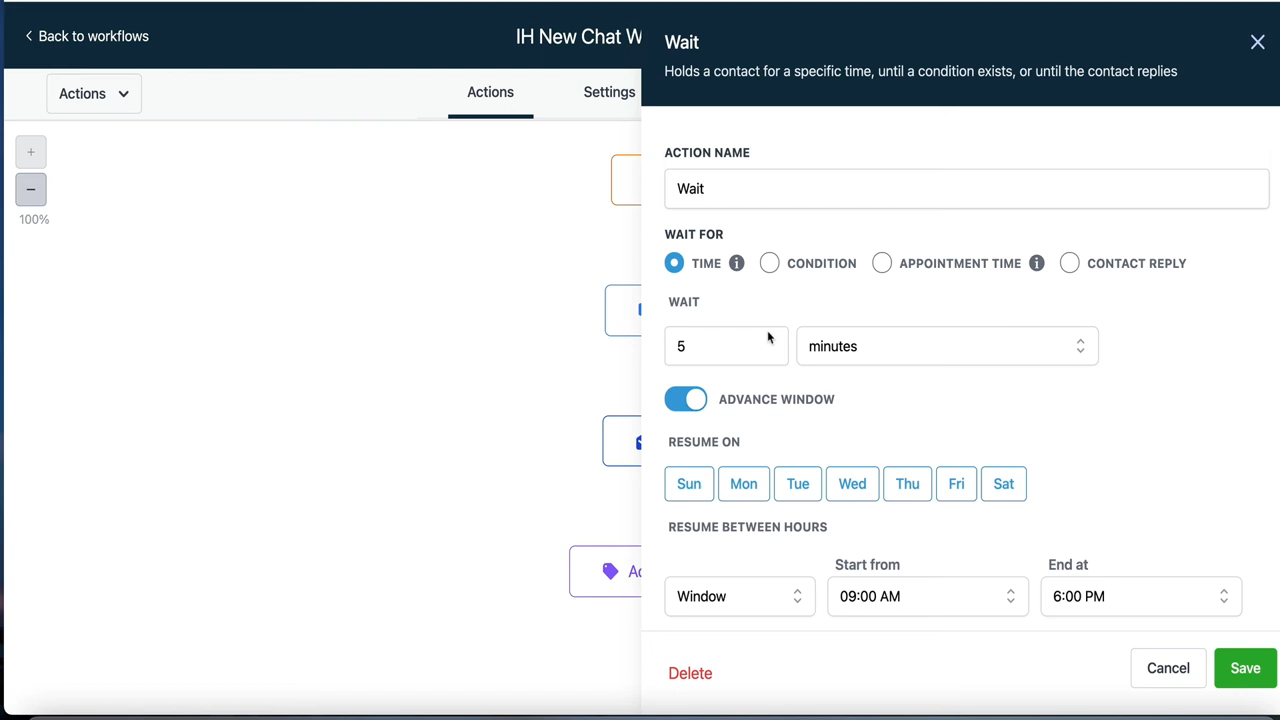 Back to workflows
IH New Chat W
Actions
Actions
Settings
100%
Wait
Holds a contact for a specific time, until a condition exists, or until the contact replies
ACTION NAME
Wait
WAIT FOR
TIME CONDITION APPOINTMENT TIME CONTACT REPLY
WAIT
5 minutes
ADVANCE WINDOW
RESUME ON
Sun Mon Tue Wed Thu Fri Sat
RESUME BETWEEN HOURS
Start from End at
Window 09:00 AM 6:00 PM
Delete Cancel Save